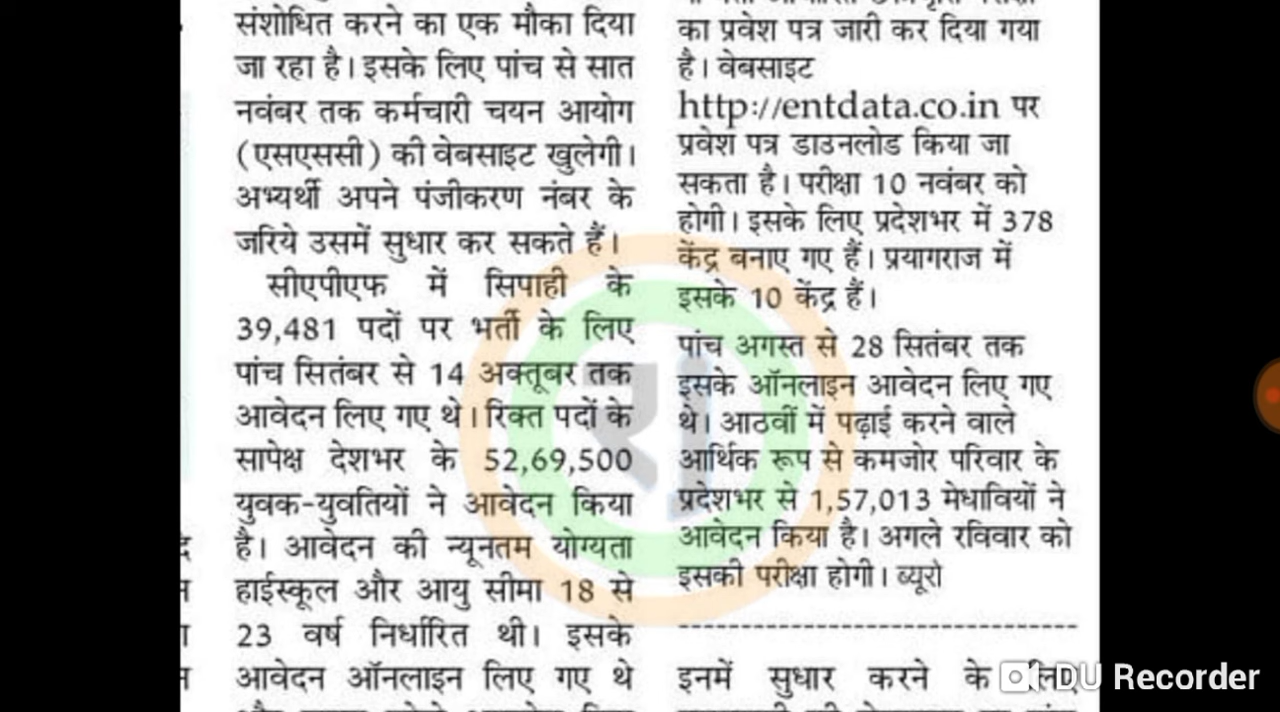 संशोधित करने का एक मौका दिया
जा रहा है। इसके लिए पांच से सात
नवंबर तक कर्मचारी चयन आयोग
(एसएससी) की वेबसाइट खुलेगी।
अभ्यर्थी अपने पंजीकरण नंबर के
जरिये उसमें सुधार कर सकते हैं।
सीएपीएफ में सिपाही के
39,481 पदों पर भर्ती के लिए
पांच सितंबर से 14 अक्तूबर तक
आवेदन लिए गए थे। रिक्त पदों के
सापेक्ष देशभर के 52,69,500
युवक-युवतियों ने आवेदन किया
है। आवेदन की न्यूनतम योग्यता
हाईस्कूल और आयु सीमा 18 से
23 वर्ष निर्धारित थी। इसके
आवेदन ऑनलाइन लिए गए थे
का प्रवेश पत्र जारी कर दिया गया
है। वेबसाइट
http://entdata.co.in पर
प्रवेश पत्र डाउनलोड किया जा
सकता है। परीक्षा 10 नवंबर को
होगी। इसके लिए प्रदेशभर में 378
केंद्र बनाए गए हैं। प्रयागराज में
इसके 10 केंद्र हैं।
पांच अगस्त से 28 सितंबर तक
इसके ऑनलाइन आवेदन लिए गए
थे। आठवीं में पढ़ाई करने वाले
आर्थिक रूप से कमजोर परिवार के
प्रदेशभर से 1,57,013 मेधावियों ने
आवेदन किया है। अगले रविवार को
इसकी परीक्षा होगी। ब्यूरो
इनमें सुधार करने के लिए
DU Recorder